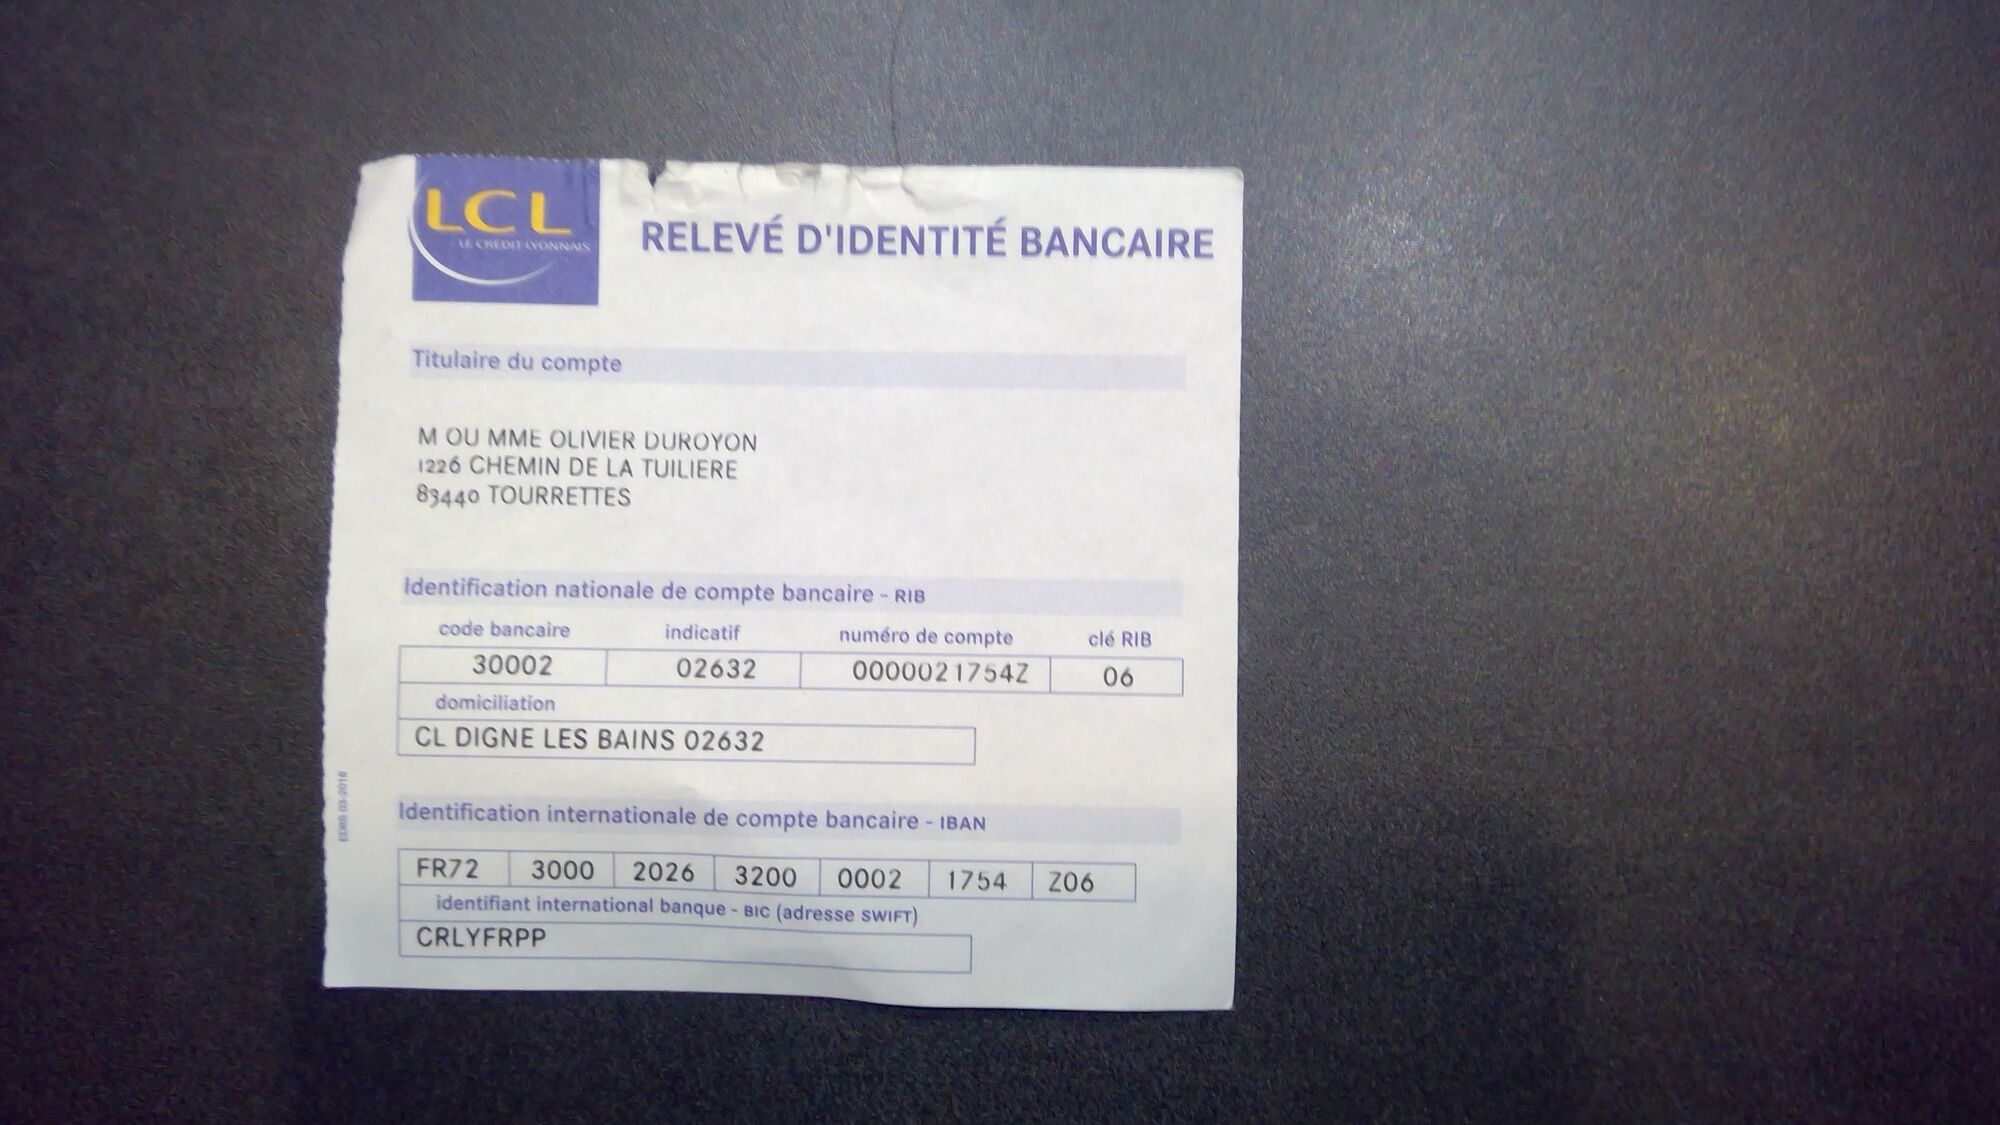 LCL
LE CRÉDIT LYONNAIS
RELEVÉ D'IDENTITÉ BANCAIRE
Titulaire du compte
M OU MME OLIVIER DUROYON
1226 CHEMIN DE LA TUILIERE
83440 TOURRETTES
Identification nationale de compte bancaire - RIB
code bancaire indicatif numéro de compte clé RIB
30002 02632 0000021754Z 06
domiciliation
CL DIGNE LES BAINS 02632
Identification internationale de compte bancaire - IBAN
FR72 3000 2026 3200 0002 1754 Z06
identifiant international banque - BIC (adresse SWIFT)
CRLYFRPP